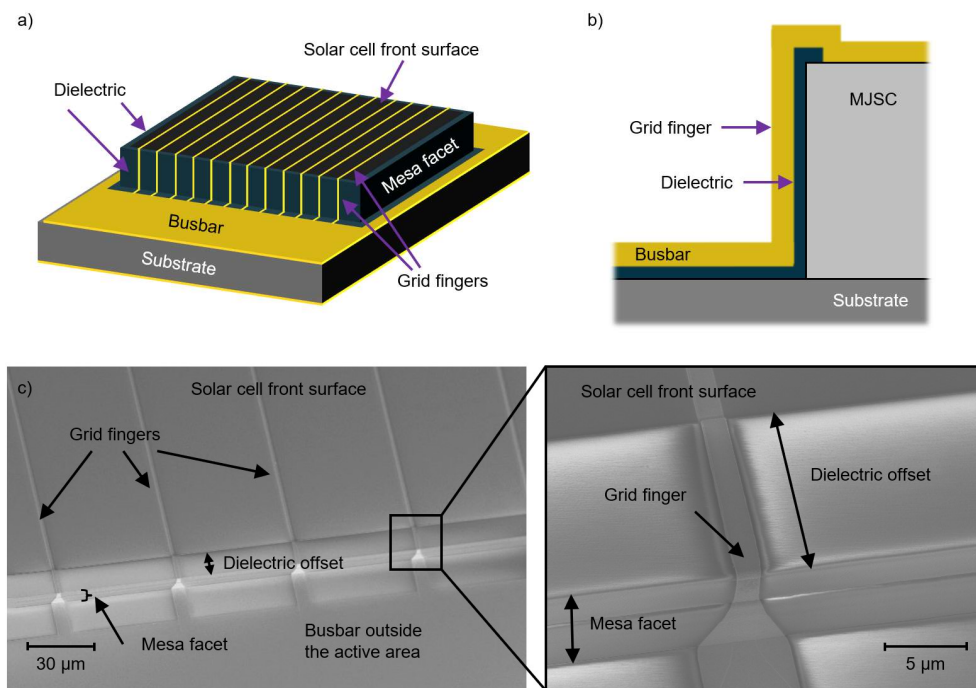 a)
Solar cell front surface
Dielectric
Mesa facet
Busbar
Substrate
Grid fingers
b)
MJSC
Grid finger
Dielectric
Busbar
Substrate
c)
Solar cell front surface
Grid fingers
Dielectric offset
Mesa facet
Busbar outside
the active area
30 µm
Solar cell front surface
Dielectric offset
Grid finger
Mesa facet
5 µm